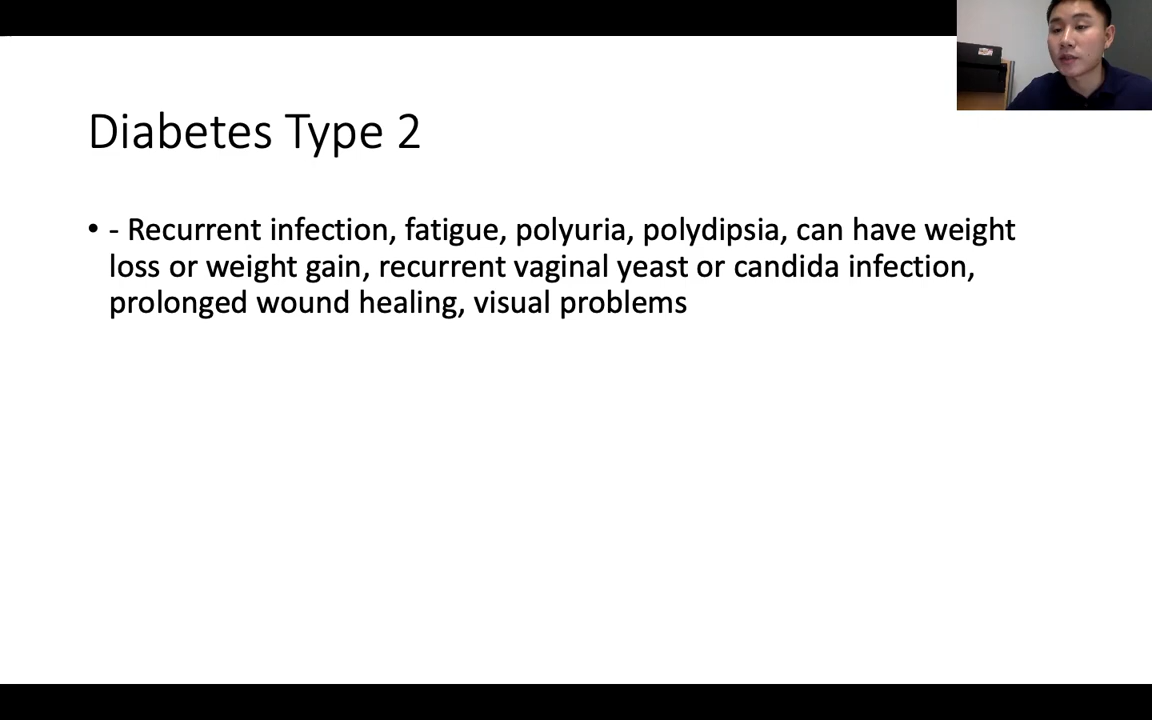 Diabetes Type 2
• - Recurrent infection, fatigue, polyuria, polydipsia, can have weight
loss or weight gain, recurrent vaginal yeast or candida infection,
prolonged wound healing, visual problems